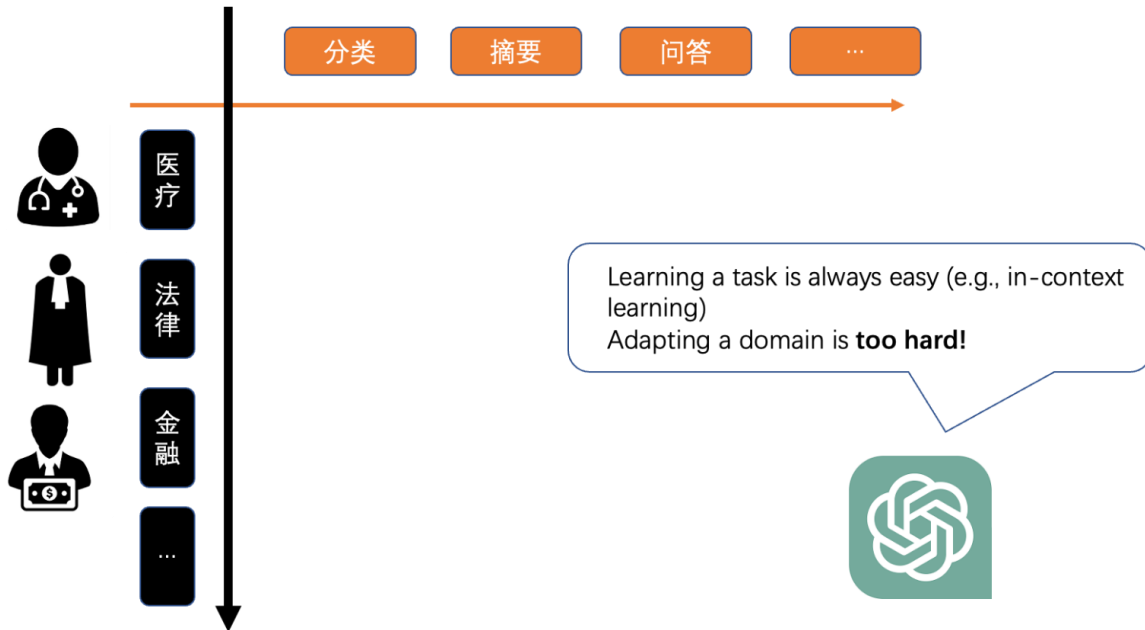 分类
摘要
问答
...
医
疗
法
律
金
融
...
Learning a task is always easy (e.g., in-context
learning)
Adapting a domain is too hard!
$